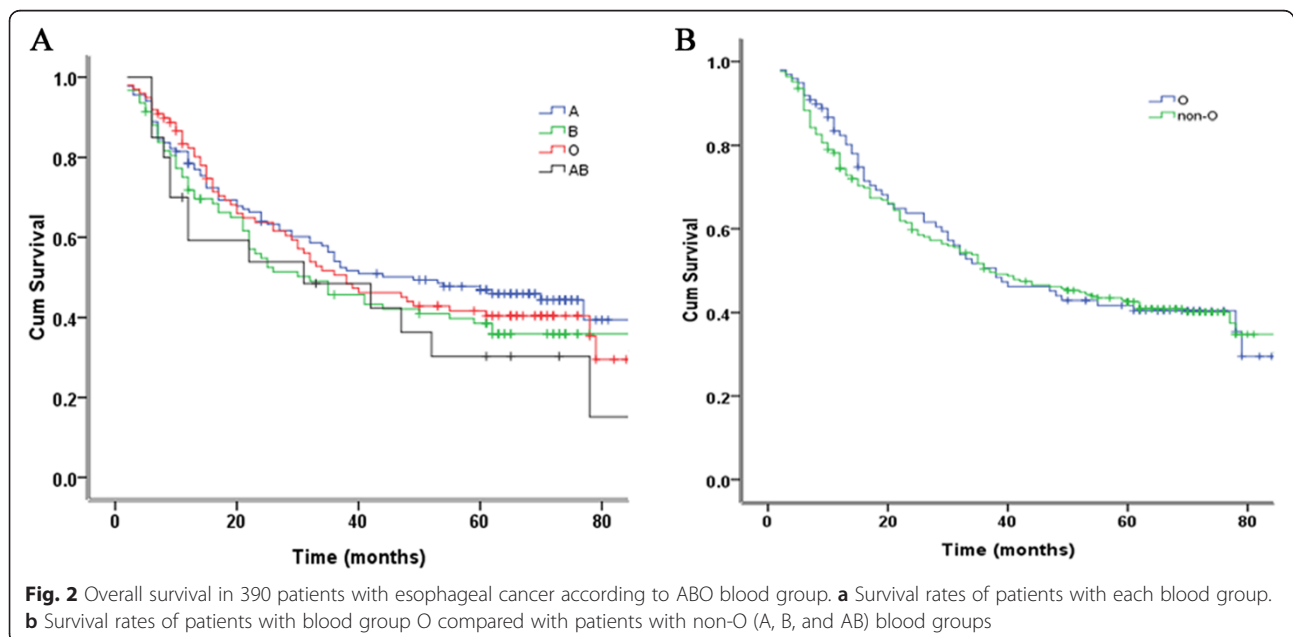 A
B
1.0
0.8
0.6
0.4
0.2
0.0
Cum Survival
A
B
O
AB
0
20
40
60
80
Time (months)
1.0
0.8
0.6
0.4
0.2
0.0
Cum Survival
O
non-O
0
20
40
60
80
Time (months)
Fig. 2 Overall survival in 390 patients with esophageal cancer according to ABO blood group. a Survival rates of patients with each blood group.
b Survival rates of patients with blood group O compared with patients with non-O (A, B, and AB) blood groups